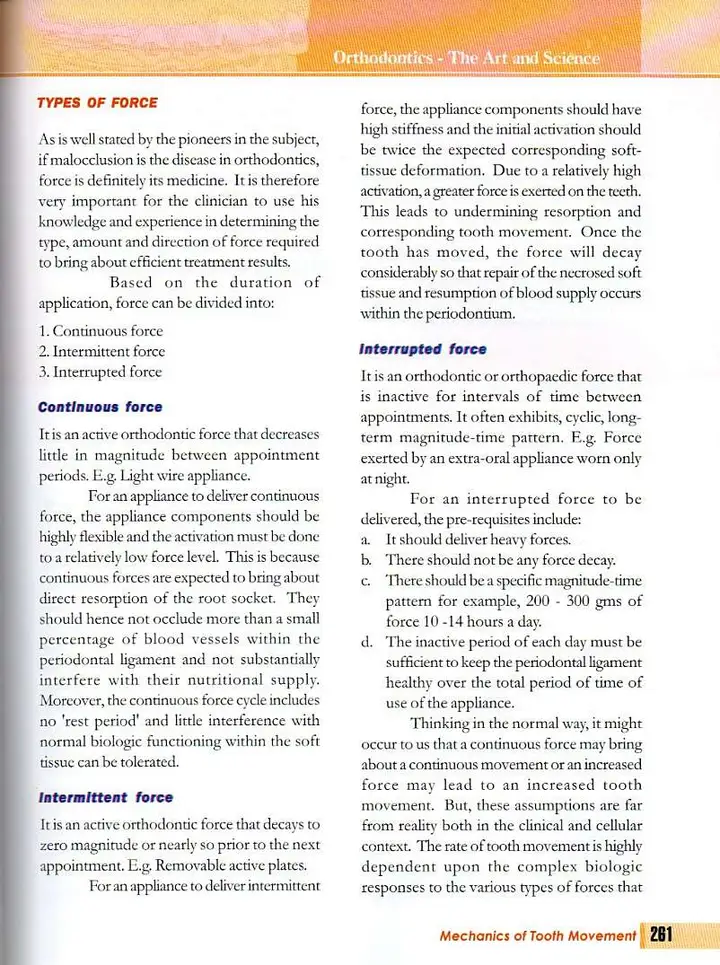 Orthodontics - The Art and Science
TYPES OF FORCE
As is well stated by the pioneers in the subject,
if malocclusion is the disease in orthodontics,
force is definitely its medicine. It is therefore
very important for the clinician to use his
knowledge and experience in determining the
type, amount and direction of force required
to bring about efficient treatment results.
Based on the duration of
application, force can be divided into:
1. Continuous force
2. Intermittent force
3. Interrupted force
Continuous force
It is an active orthodontic force that decreases
little in magnitude between appointment
periods. E.g. Light wire appliance.
For an appliance to deliver continuous
force, the appliance components should be
highly flexible and the activation must be done
to a relatively low force level. This is because
continuous forces are expected to bring about
direct resorption of the root socket. They
should hence not occlude more than a small
percentage of blood vessels within the
periodontal ligament and not substantially
interfere with their nutritional supply.
Moreover, the continuous force cycle includes
no 'rest period' and little interference with
normal biologic functioning within the soft
tissue can be tolerated.
Intermittent force
It is an active orthodontic force that decays to
zero magnitude or nearly so prior to the next
appointment. E.g. Removable active plates.
For an appliance to deliver intermittent
force, the appliance components should have
high stiffness and the initial activation should
be twice the expected corresponding soft-
tissue deformation. Due to a relatively high
activation, a greater force is exerted on the teeth.
This leads to undermining resorption and
corresponding tooth movement. Once the
tooth has moved, the force will decay
considerably so that repair of the necrosed soft
tissue and resumption of blood supply occurs
within the periodontium.
Interrupted force
It is an orthodontic or orthopaedic force that
is inactive for intervals of time between
appointments. It often exhibits, cyclic, long-
term magnitude-time pattern. E.g. Force
exerted by an extra-oral appliance worn only
at night.
For an interrupted force to be
delivered, the pre-requisites include:
a. It should deliver heavy forces.
b. There should not be any force decay.
c. There should be a specific magnitude-time
pattern for example, 200 - 300 gms of
force 10 -14 hours a day.
d. The inactive period of each day must be
sufficient to keep the periodontal ligament
healthy over the total period of time of
use of the appliance.
Thinking in the normal way, it might
occur to us that a continuous force may bring
about a continuous movement or an increased
force may lead to an increased tooth
movement. But, these assumptions are far
from reality both in the clinical and cellular
context. The rate of tooth movement is highly
dependent upon the complex biologic
responses to the various types of forces that
Mechanics of Tooth Movement 261